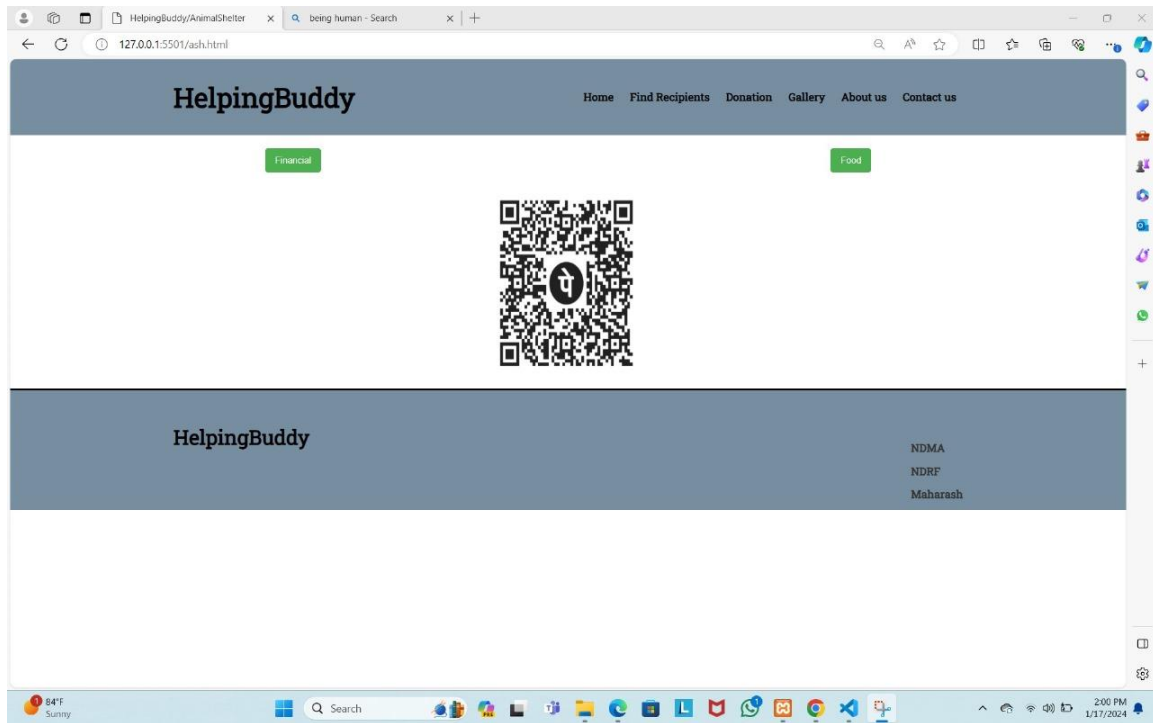 HelpingBuddy/AnimalShelter
being human - Search
127.0.0.1:5501/ash.html
HelpingBuddy
Home Find Recipients Donation Gallery About us Contact us
Financial Food
पे
HelpingBuddy
NDMA
NDRF
Maharash
84°F
Sunny
Search
2:00 PM
1/17/2024